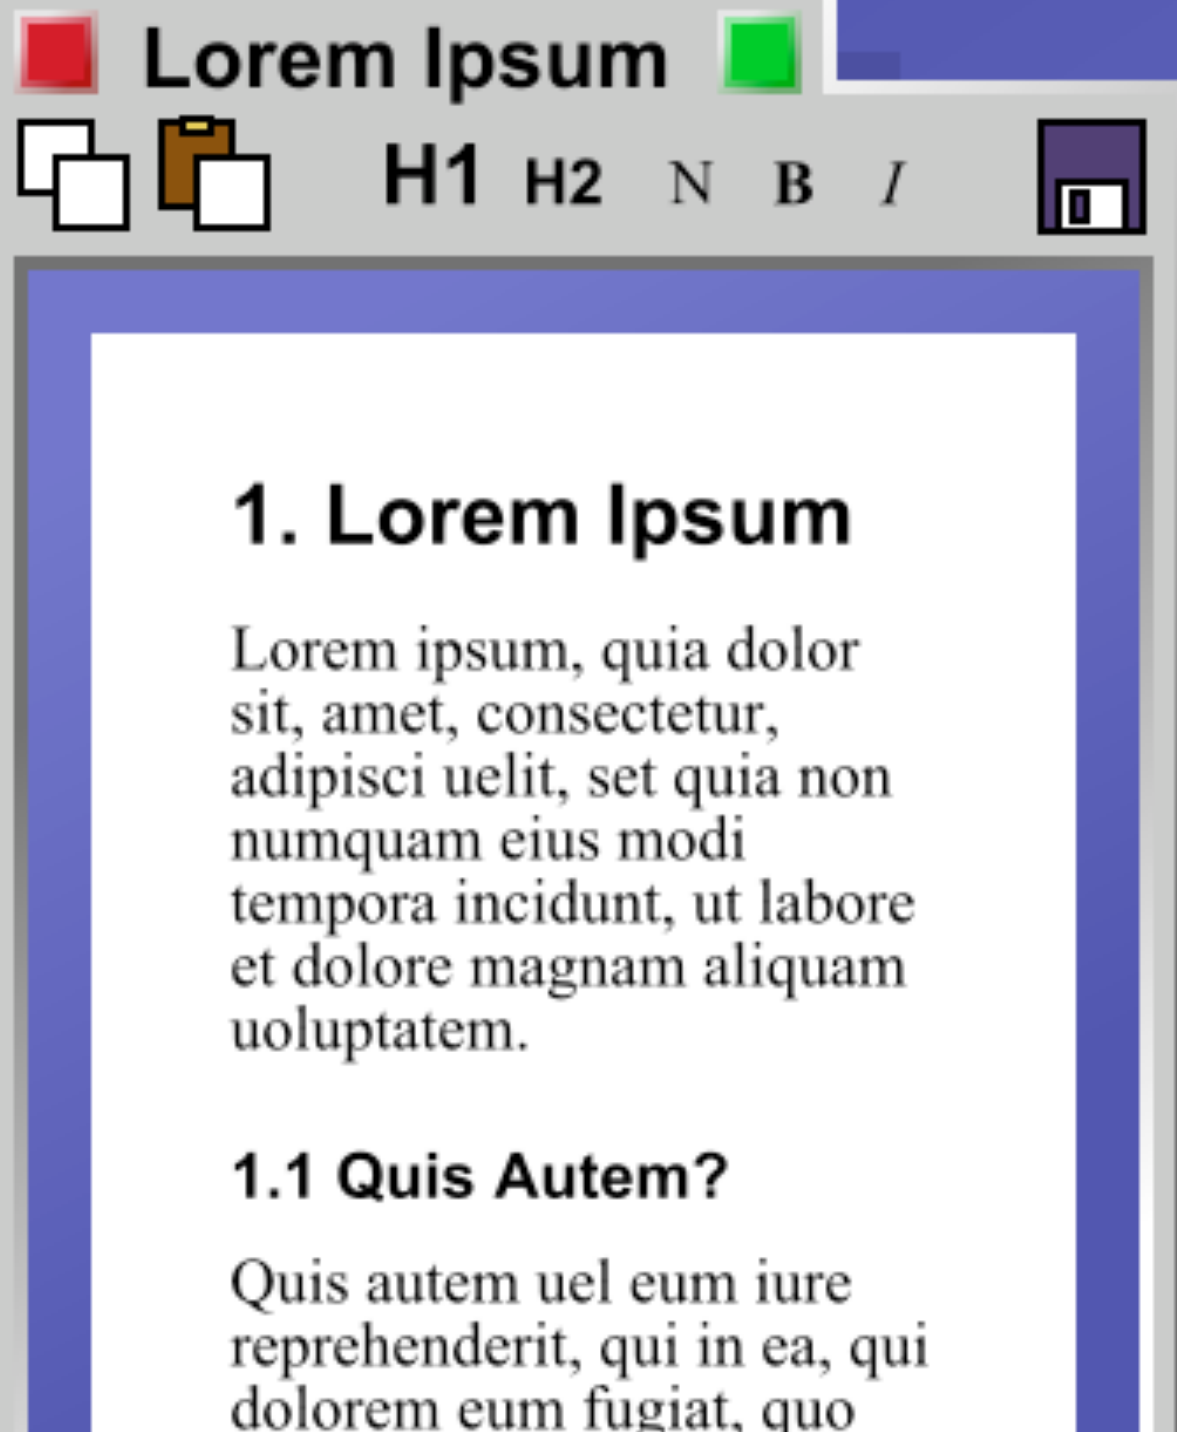 Lorem Ipsum
H1 H2 N B I
1. Lorem Ipsum
Lorem ipsum, quia dolor
sit, amet, consectetur,
adipisci uelit, set quia non
numquam eius modi
tempora incidunt, ut labore
et dolore magnam aliquam
uoluptatem.
1.1 Quis Autem?
Quis autem uel eum iure
reprehenderit, qui in ea, qui
dolorem eum fugiat, quo